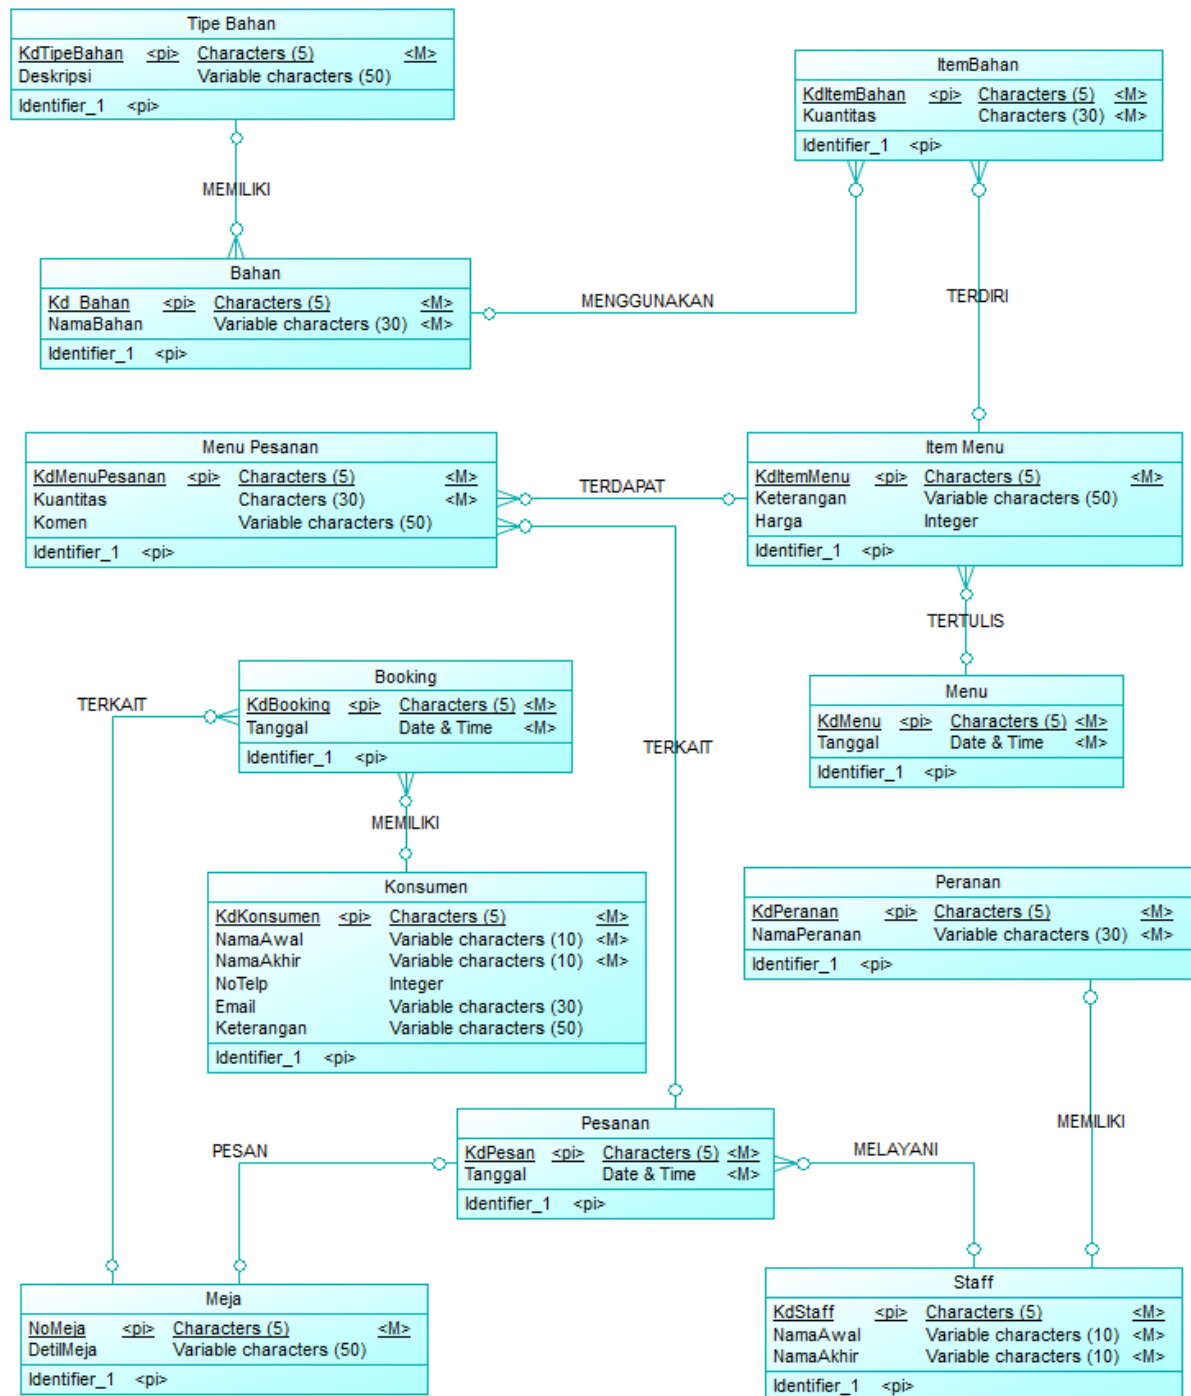 Tipe Bahan
KdTipeBahan <pi> Characters (5) <M>
Deskripsi Variable characters (50)
Identifier_1 <pi>
ItemBahan
KdItemBahan <pi> Characters (5) <M>
Kuantitas Characters (30) <M>
Identifier_1 <pi>
MEMILIKI
Bahan
Kd_Bahan <pi> Characters (5) <M>
NamaBahan Variable characters (30) <M>
Identifier_1 <pi>
MENGGUNAKAN
TERDIRI
Menu Pesanan
KdMenuPesanan <pi> Characters (5) <M>
Kuantitas Characters (30) <M>
Komen Variable characters (50)
Identifier_1 <pi>
TERDAPAT
Item Menu
KdItemMenu <pi> Characters (5) <M>
Keterangan Variable characters (50)
Harga Integer
Identifier_1 <pi>
TERTULIS
Booking
KdBooking <pi> Characters (5) <M>
Tanggal Date & Time <M>
Identifier_1 <pi>
TERKAIT
TERKAIT
Menu
KdMenu <pi> Characters (5) <M>
Tanggal Date & Time <M>
Identifier_1 <pi>
MEMILIKI
Konsumen
KdKonsumen <pi> Characters (5) <M>
NamaAwal Variable characters (10) <M>
NamaAkhir Variable characters (10) <M>
NoTelp Integer
Email Variable characters (30)
Keterangan Variable characters (50)
Identifier_1 <pi>
Peranan
KdPeranan <pi> Characters (5) <M>
NamaPeranan Variable characters (30) <M>
Identifier_1 <pi>
MEMILIKI
Pesanan
KdPesan <pi> Characters (5) <M>
Tanggal Date & Time <M>
Identifier_1 <pi>
PESAN
MELAYANI
Meja
NoMeja <pi> Characters (5) <M>
DetilMeja Variable characters (50)
Identifier_1 <pi>
Staff
KdStaff <pi> Characters (5) <M>
NamaAwal Variable characters (10) <M>
NamaAkhir Variable characters (10) <M>
Identifier_1 <pi>